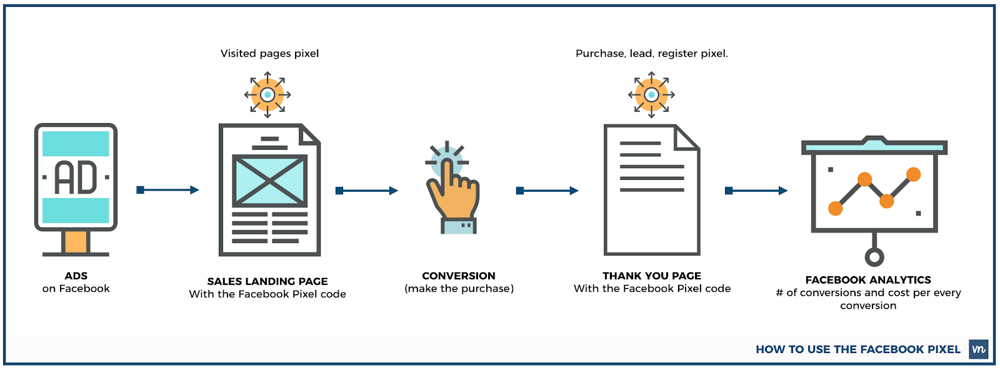 Visited pages pixel
Purchase, lead, register pixel.
AD
ADS
on Facebook
SALES LANDING PAGE
With the Facebook Pixel code
CONVERSION
(make the purchase)
THANK YOU PAGE
With the Facebook Pixel code
FACEBOOK ANALYTICS
# of conversions and cost per every
conversion
HOW TO USE THE FACEBOOK PIXEL
vn